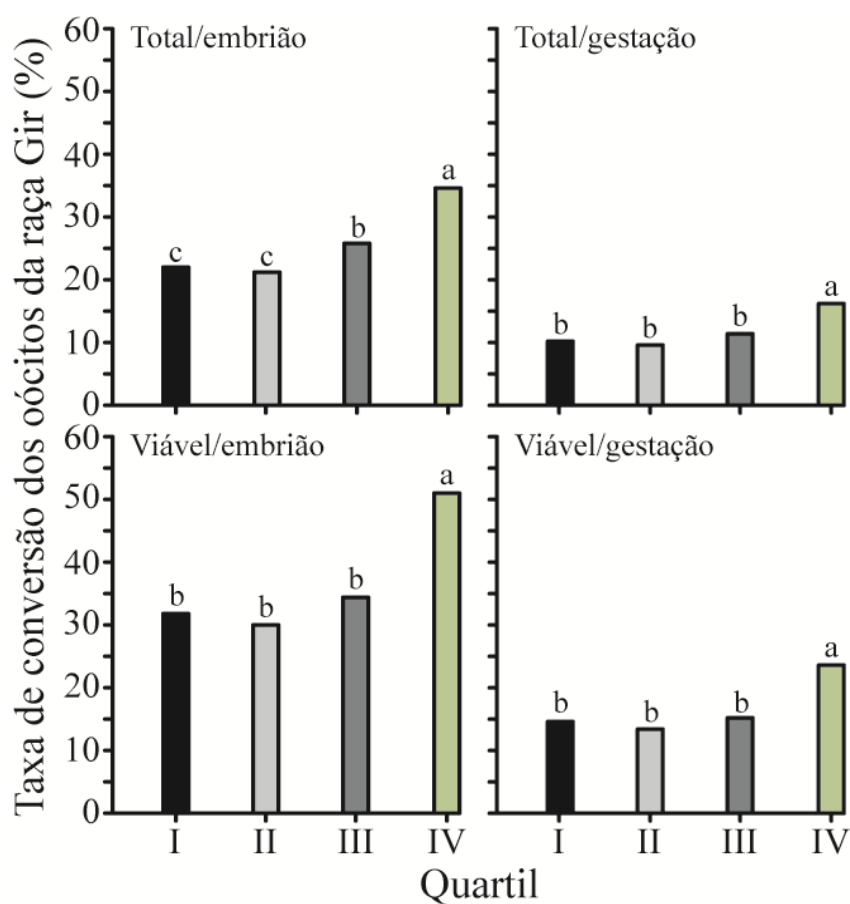 Taxa de conversão dos oócitos da raça Gir (%)
Total/embrião
60
50
40
30
20
10
0
c
c
b
a
Total/gestação
b
b
b
a
Viável/embrião
60
50
40
30
20
10
0
b
b
b
a
I
II
III
IV
Viável/gestação
b
b
b
a
I
II
III
IV
Quartil